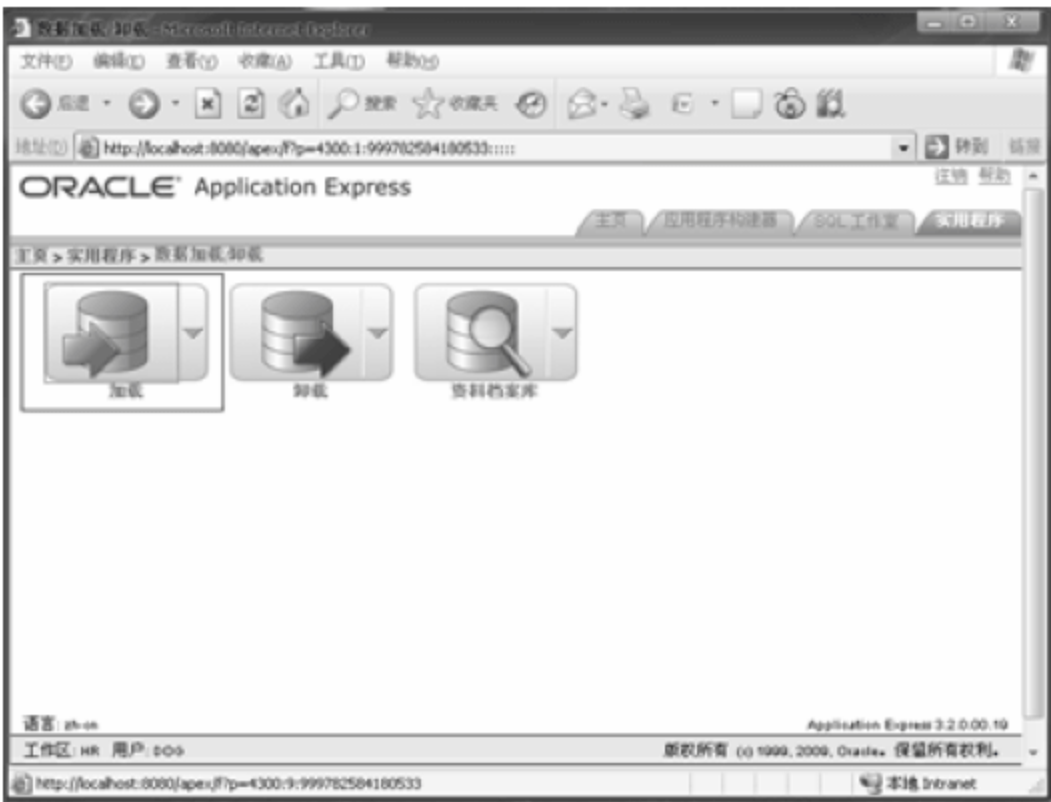 数据加载/卸载 - Microsoft Internet Explorer
文件(F) 编辑(E) 查看(V) 收藏(A) 工具(T) 帮助(H)
后退 搜索 收藏夹
地址(D) http://localhost:8080/apex/f?p=4300:1:999782584180533::::: 转到 链接
ORACLE Application Express
注销 帮助
主页 应用程序构建器 SQL 工作室 实用程序
主页 > 实用程序 > 数据加载/卸载
加载 卸载 资料档案库
语言: zh-cn
Application Express 3.2.0.00.19
工作区: HR 用户: DOG
版权所有 (c) 1999, 2009, Oracle。保留所有权利。
http://localhost:8080/apex/f?p=4300:9:999782584180533 本地 Intranet